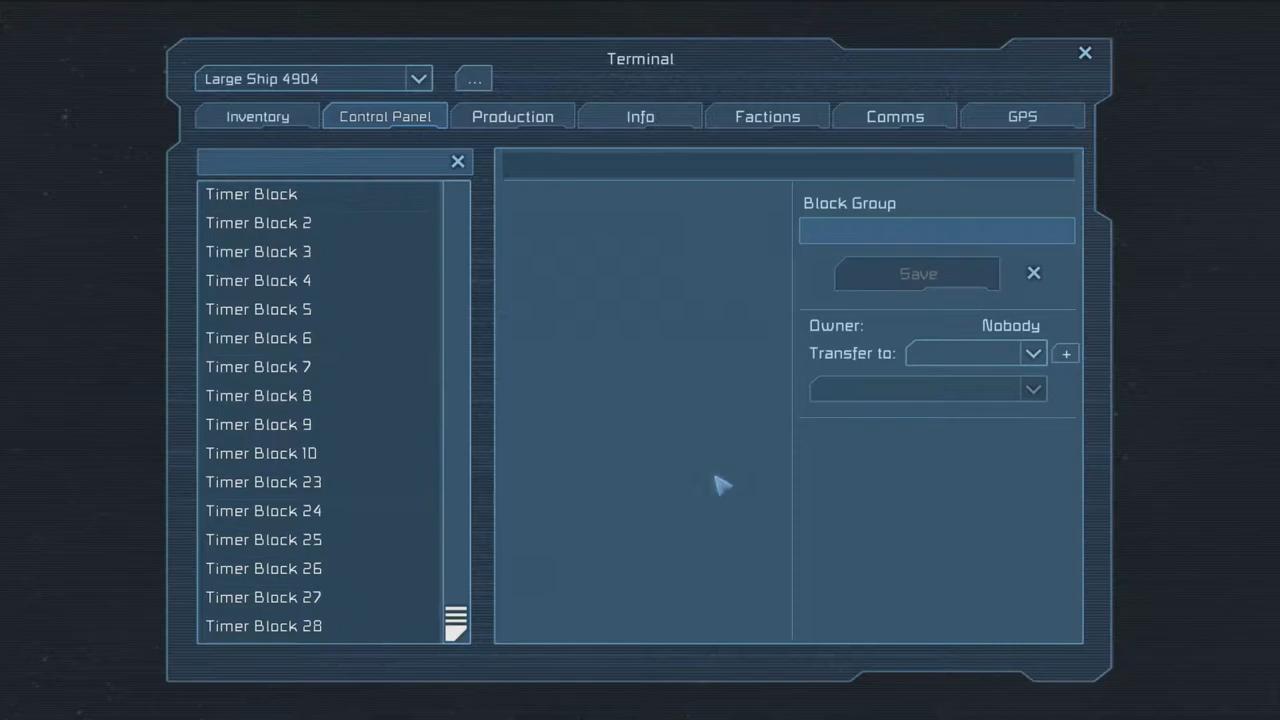 Terminal
Large Ship 4904
...
Inventory
Control Panel
Production
Info
Factions
Comms
GPS
Timer Block
Timer Block 2
Timer Block 3
Timer Block 4
Timer Block 5
Timer Block 6
Timer Block 7
Timer Block 8
Timer Block 9
Timer Block 10
Timer Block 23
Timer Block 24
Timer Block 25
Timer Block 26
Timer Block 27
Timer Block 28
Block Group
Save
Owner: Nobody
Transfer to: +